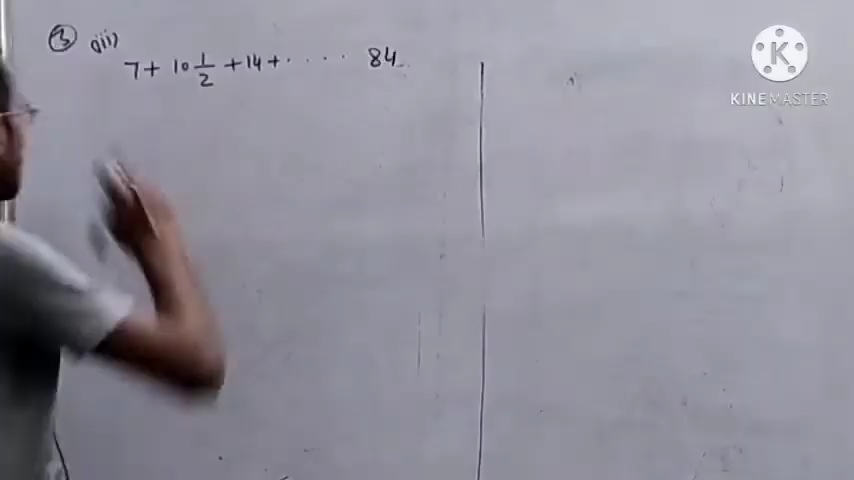 ③ (iii)
7 + 10 1/2 + 14 + . . . . . 84
K
KINEMASTER